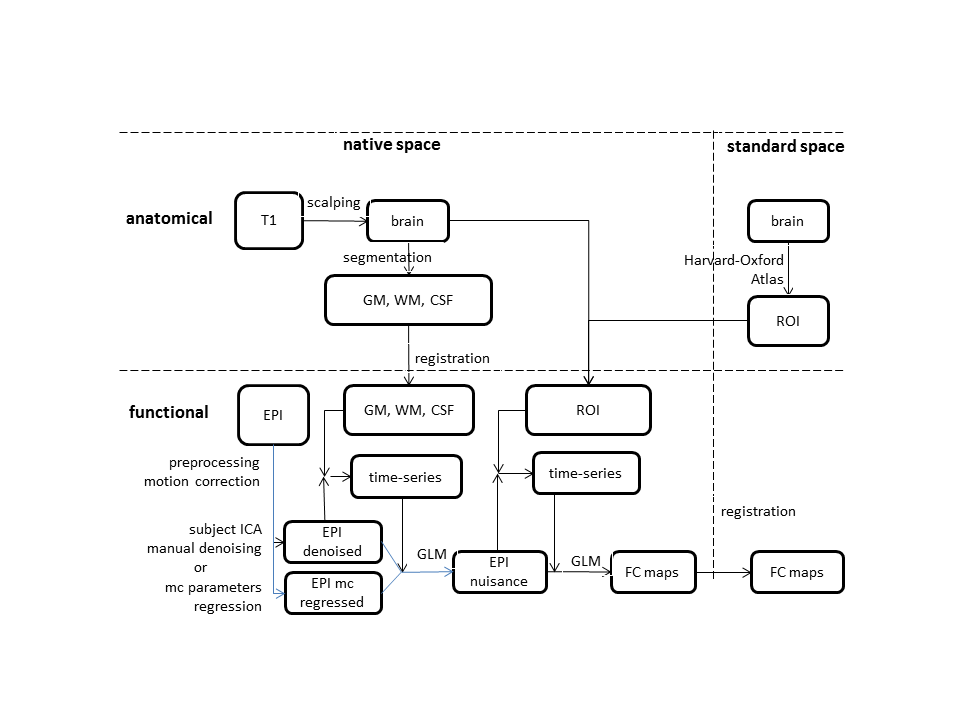 native space
standard space
anatomical
T1
scalping
brain
brain
segmentation
Harvard-Oxford
Atlas
GM, WM, CSF
ROI
registration
functional
EPI
GM, WM, CSF
ROI
preprocessing
motion correction
time-series
time-series
registration
subject ICA
manual denoising
or
mc parameters
regression
EPI
denoised
EPI mc
regressed
GLM
EPI
nuisance
GLM
FC maps
FC maps